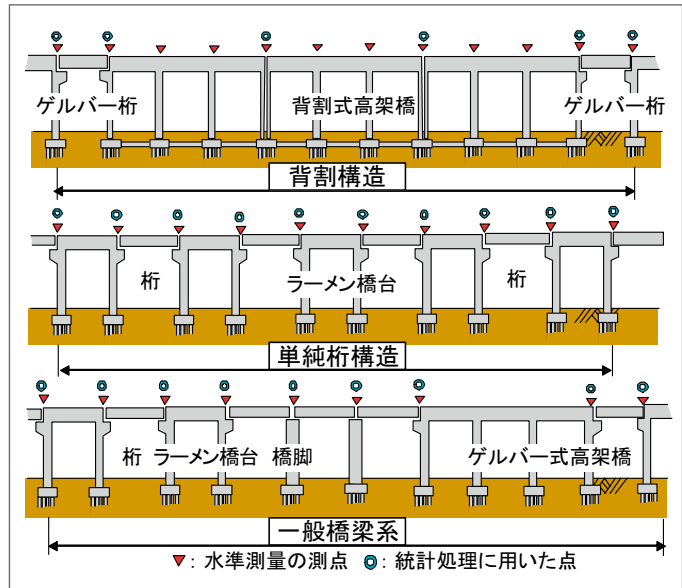 ゲルバー桁 背割式高架橋 ゲルバー桁
背割構造
桁 ラーメン橋台 桁
単純桁構造
桁 ラーメン橋台 橋脚 ゲルバー式高架橋
一般橋梁系
▼: 水準測量の測点 ◎: 統計処理に用いた点